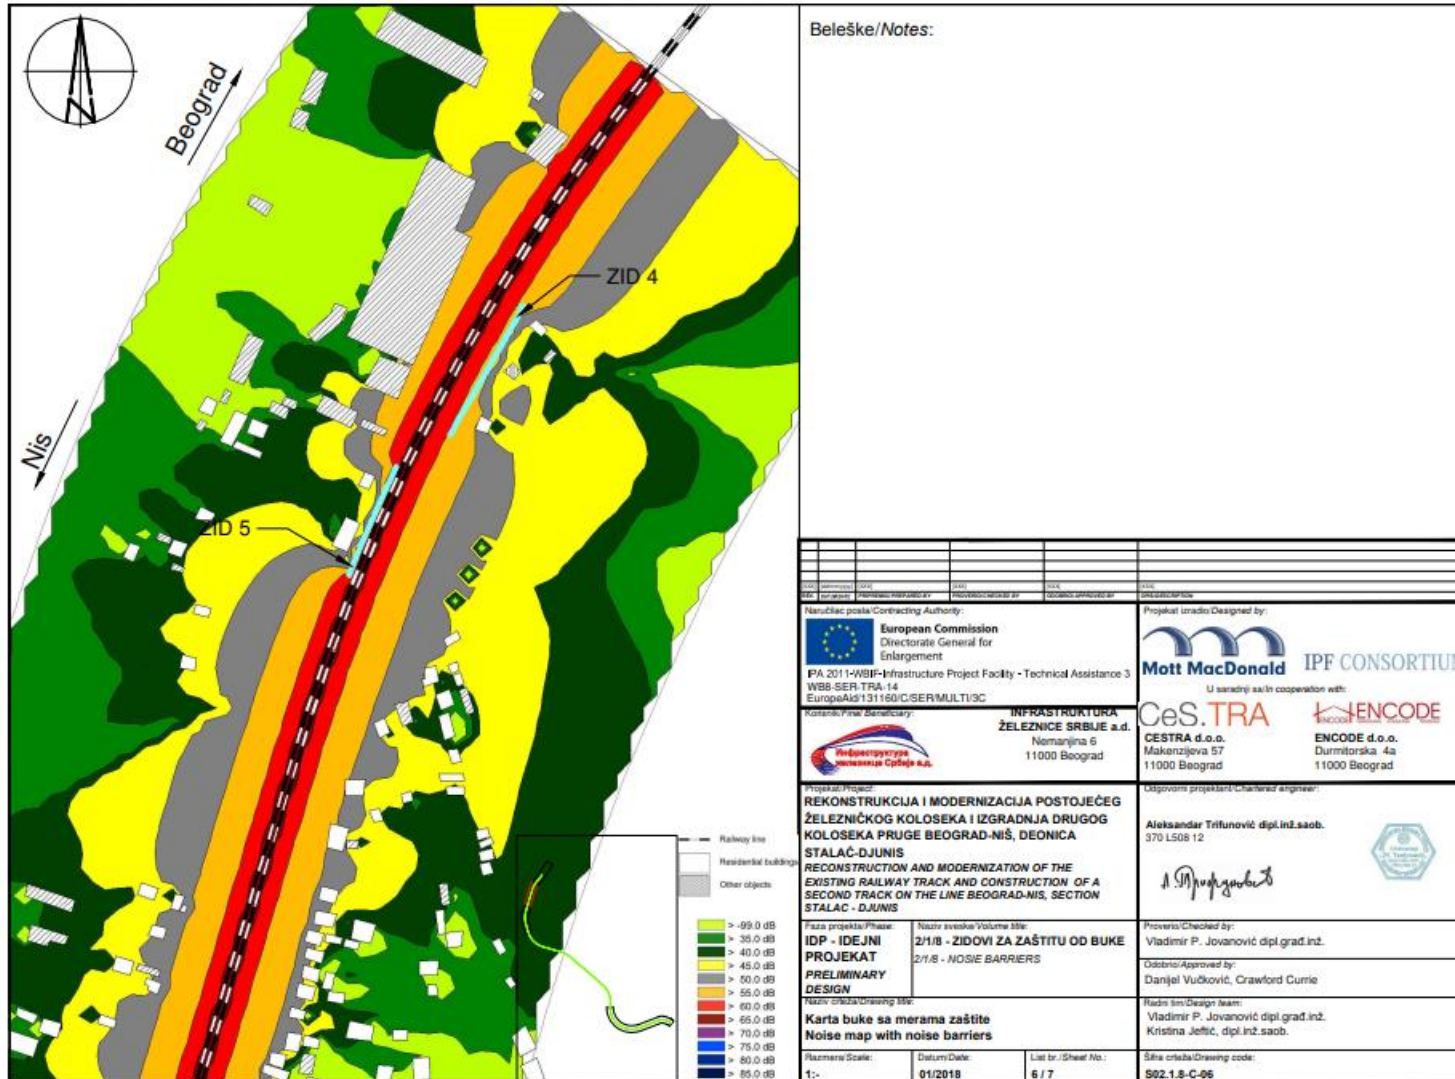 Beograd
Nis
ZID 4
ZID 5
Railway line
Residential buildings
Other objects
> -99.0 dB
> 35.0 dB
> 40.0 dB
> 45.0 dB
> 50.0 dB
> 55.0 dB
> 60.0 dB
> 65.0 dB
> 70.0 dB
> 75.0 dB
> 80.0 dB
> 85.0 dB
Beleške/Notes:
Naručilac posla/Contracting Authority:
European Commission
Directorate General for
Enlargement
IPA 2011-WBIF-Infrastructure Project Facility - Technical Assistance 3
WB8-SER-TRA-14
EuropeAid/131160/C/SER/MULTI/3C
Korisnik/Final Beneficiary:
INFRASTRUKTURA
ŽELEZNICE SRBIJE a.d.
Nemanjina 6
11000 Beograd
Инфраструктура
железнице Србије а.д.
Projekat izradio/Designed by:
Mott MacDonald
IPF CONSORTIUM
U saradnji sa/In cooperation with:
CeS.TRA
ENCODE
CESTRA d.o.o.
Makenzijeva 57
11000 Beograd
ENCODE d.o.o.
Durmitorska 4a
11000 Beograd
Projekat/Project:
REKONSTRUKCIJA I MODERNIZACIJA POSTOJEĆEG
ŽELEZNIČKOG KOLOSEKA I IZGRADNJA DRUGOG
KOLOSEKA PRUGE BEOGRAD-NIŠ, DEONICA
STALAĆ-DJUNIS
RECONSTRUCTION AND MODERNIZATION OF THE
EXISTING RAILWAY TRACK AND CONSTRUCTION OF A
SECOND TRACK ON THE LINE BEOGRAD-NIS, SECTION
STALAC - DJUNIS
Odgovorni projektant/Chartered engineer:
Aleksandar Trifunović dipl.inž.saob.
370 L508 12
Faza projekta/Phase:
IDP - IDEJNI
PROJEKAT
PRELIMINARY
DESIGN
Naziv sveske/Volume title:
2/1/8 - ZIDOVI ZA ZAŠTITU OD BUKE
2/1/8 - NOSIE BARRIERS
Proverio/Checked by:
Vladimir P. Jovanović dipl.građ.inž.
Odobrio/Approved by:
Danijel Vučković, Crawford Currie
Naziv crteža/Drawing title:
Karta buke sa merama zaštite
Noise map with noise barriers
Radni tim/Design team:
Vladimir P. Jovanović dipl.građ.inž.
Kristina Jeftić, dipl.inž.saob.
Razmera/Scale:
1:-
Datum/Date:
01/2018
List br./Sheet No.:
6 / 7
Šifra crteža/Drawing code:
S02.1.8-C-06